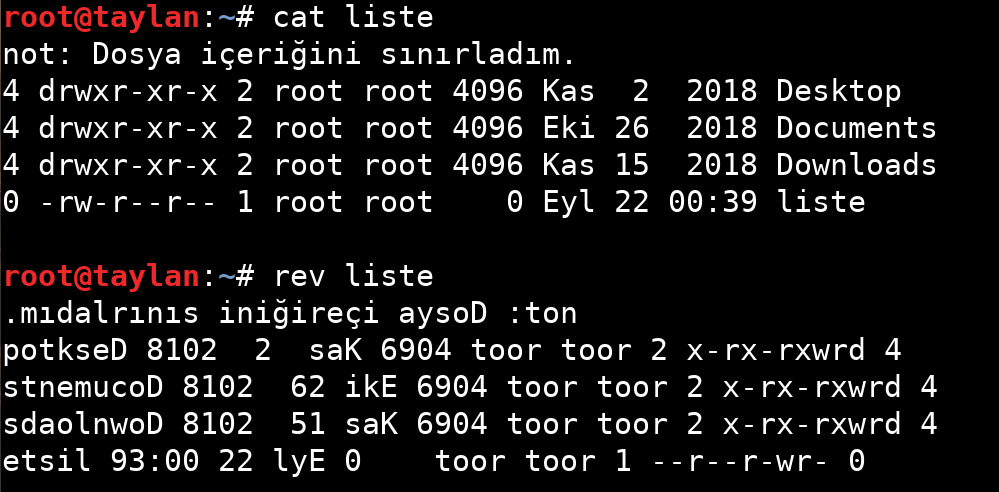 root@taylan:~# cat liste
not: Dosya içeriğini sınırladım.
4 drwxr-xr-x 2 root root 4096 Kas  2  2018 Desktop
4 drwxr-xr-x 2 root root 4096 Eki 26  2018 Documents
4 drwxr-xr-x 2 root root 4096 Kas 15  2018 Downloads
0 -rw-r--r-- 1 root root    0 Eyl 22 00:39 liste
root@taylan:~# rev liste
.mıdalrınıs iniğireçi aysoD :ton
potkseD 8102  2  saK 6904 toor toor 2 x-rx-rxwrd 4
stnemucoD 8102  62 ikE 6904 toor toor 2 x-rx-rxwrd 4
sdaolnwoD 8102  51 saK 6904 toor toor 2 x-rx-rxwrd 4
etsil 93:00 22 lyE 0    toor toor 1 --r--r-wr- 0